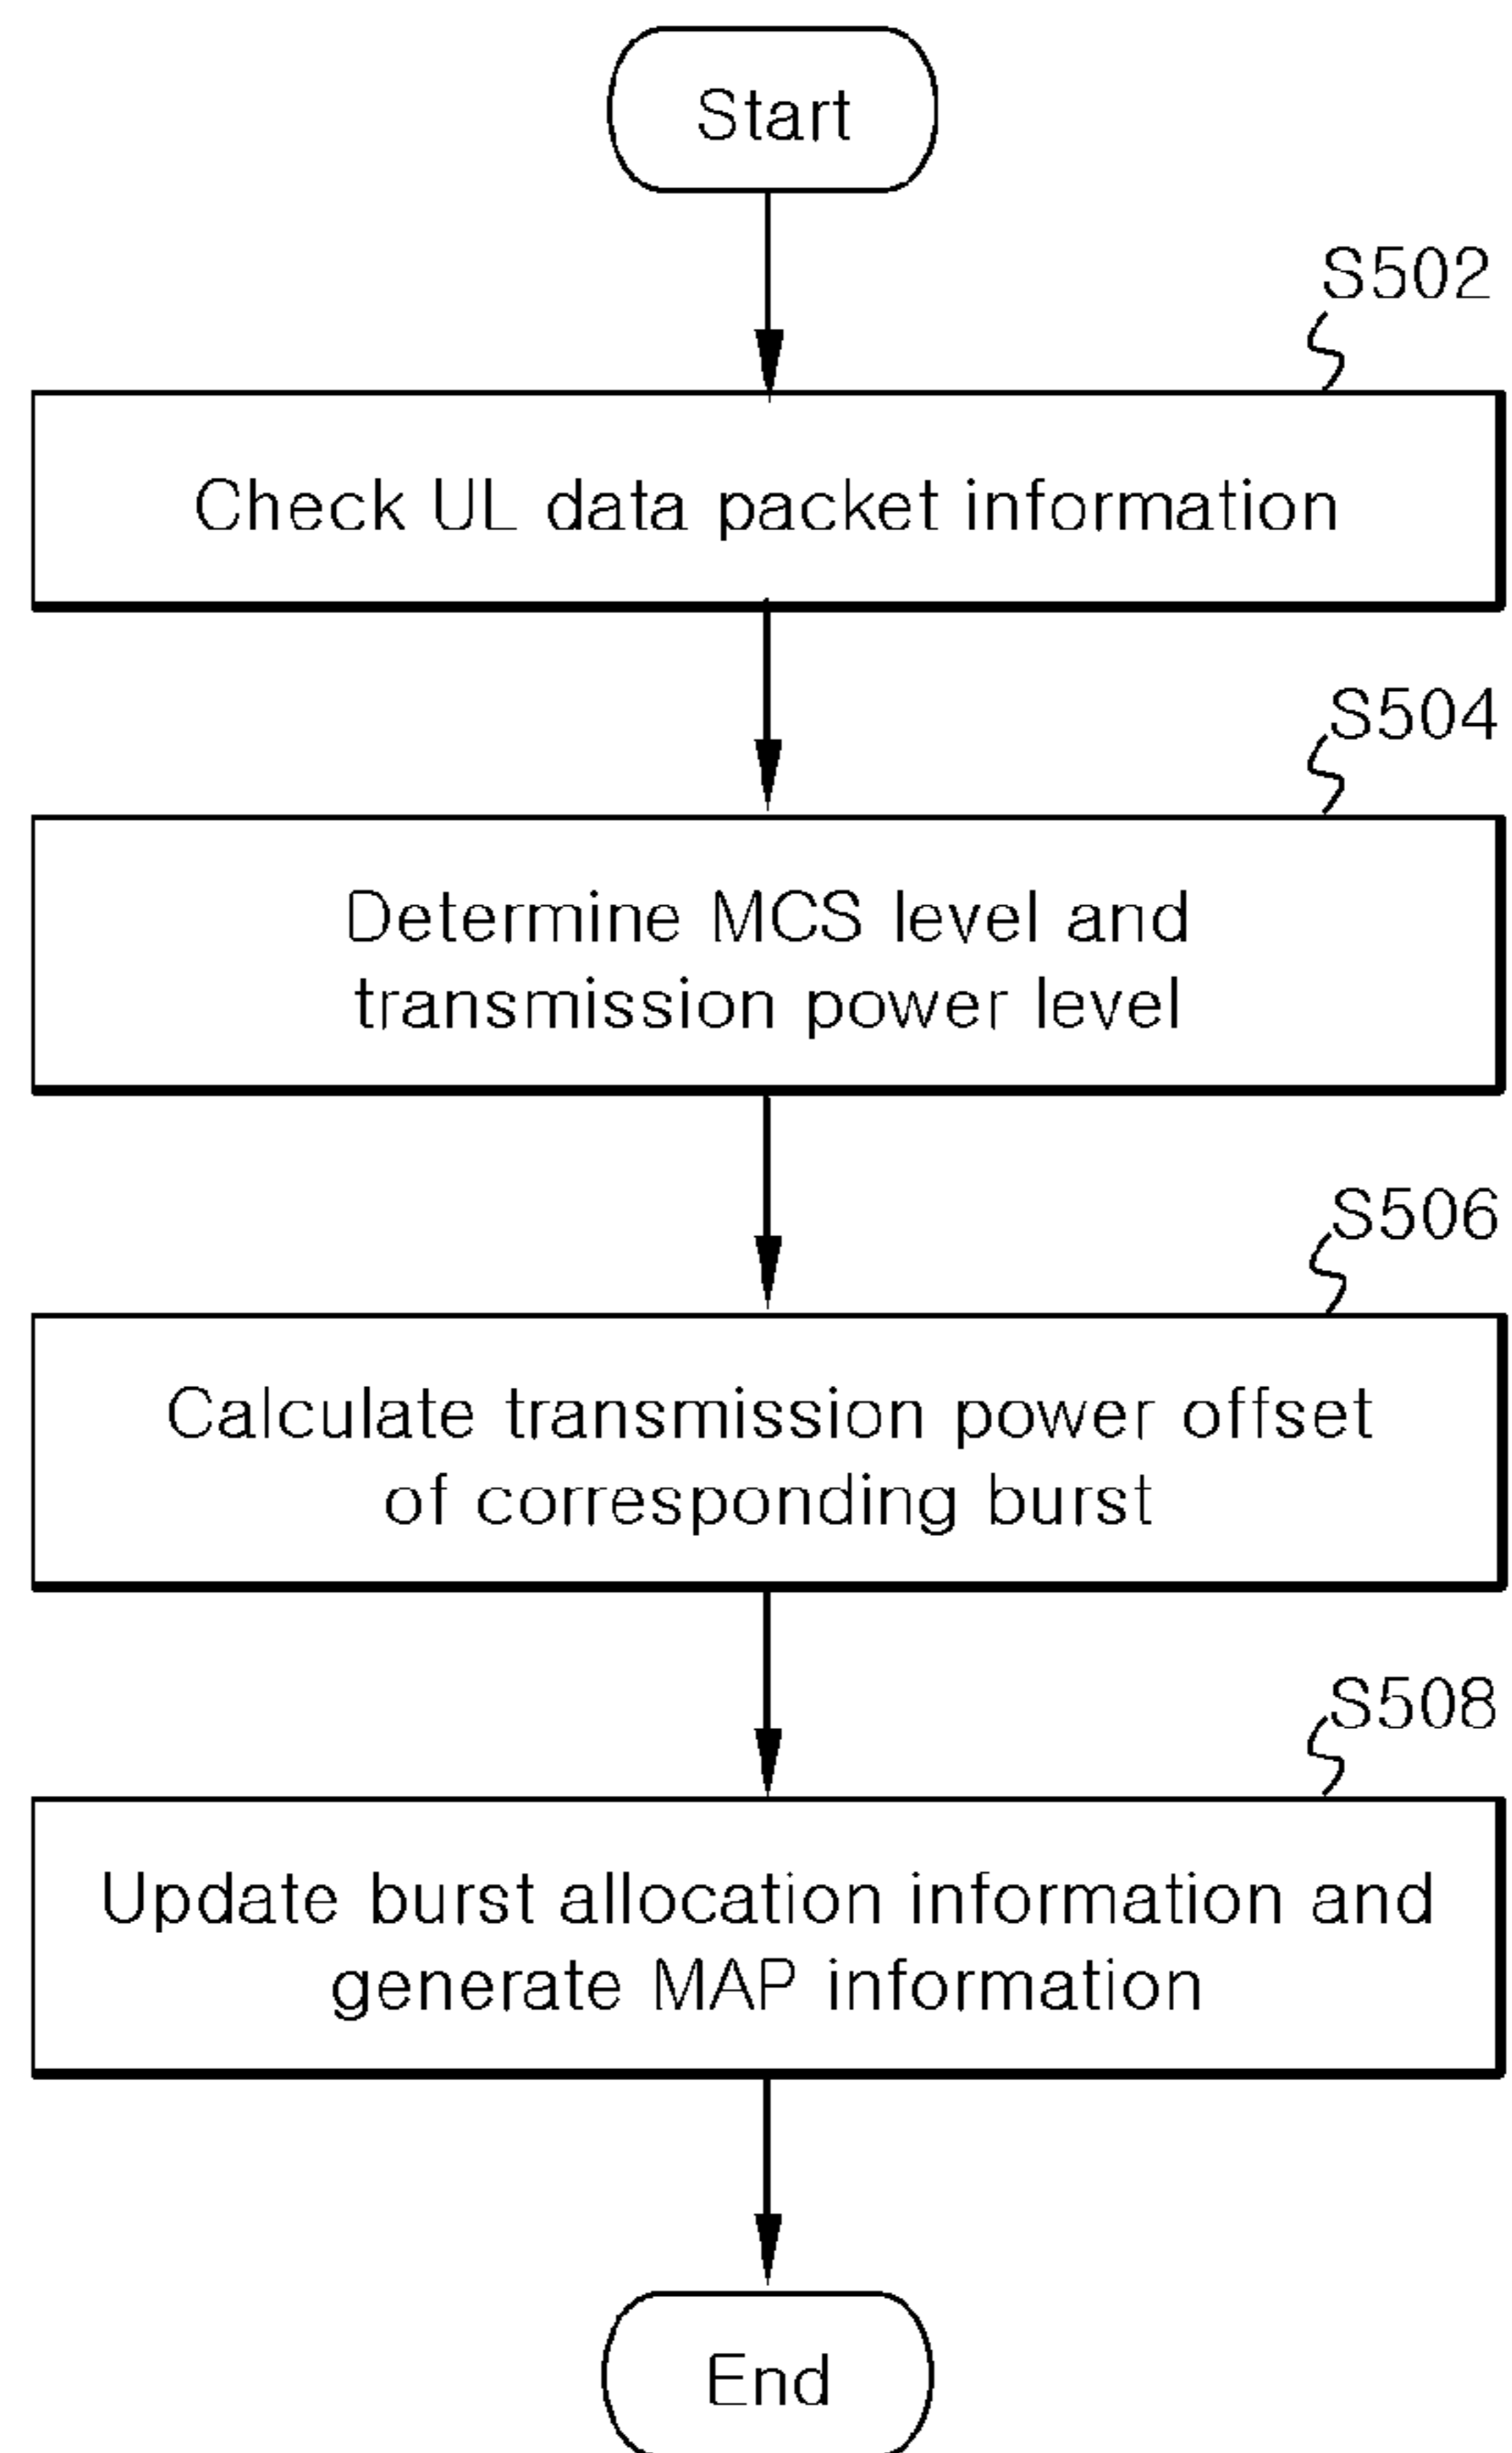 Start
S502
Check UL data packet information
S504
Determine MCS level and
transmission power level
S506
Calculate transmission power offset
of corresponding burst
S508
Update burst allocation information and
generate MAP information
End